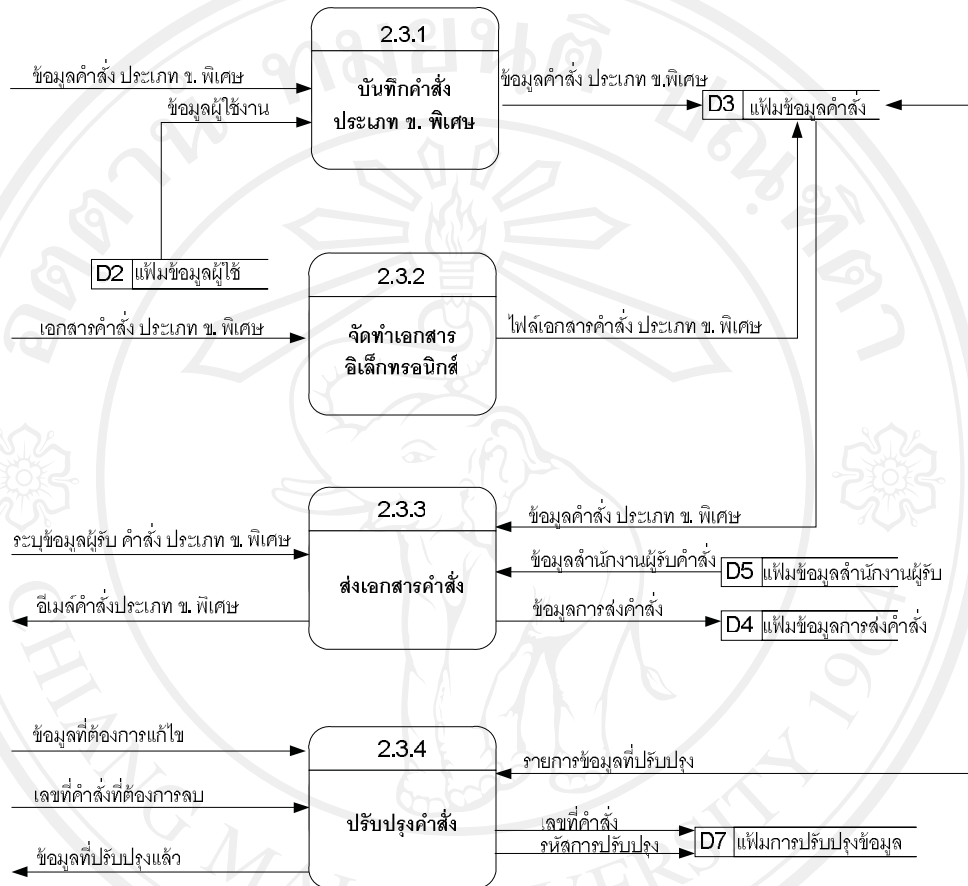 2.3.1
ข้อมูลคำสั่ง ประเภท ข. พิเศษ
บันทึกคำสั่ง
ประเภท ข. พิเศษ
ข้อมูลคำสั่ง ประเภท ข.พิเศษ
ข้อมูลผู้ใช้งาน
D3 แฟ้มข้อมูลคำสั่ง
D2 แฟ้มข้อมูลผู้ใช้
2.3.2
เอกสารคำสั่ง ประเภท ข. พิเศษ
จัดทำเอกสาร
อิเล็กทรอนิกส์
ไฟล์เอกสารคำสั่ง ประเภท ข. พิเศษ
2.3.3
ข้อมูลคำสั่ง ประเภท ข. พิเศษ
ระบุข้อมูลผู้รับ คำสั่ง ประเภท ข. พิเศษ
ส่งเอกสารคำสั่ง
ข้อมูลสำนักงานผู้รับคำสั่ง
D5 แฟ้มข้อมูลสำนักงานผู้รับ
อีเมล์คำสั่งประเภท ข. พิเศษ
ข้อมูลการส่งคำสั่ง
D4 แฟ้มข้อมูลการส่งคำสั่ง
2.3.4
ข้อมูลที่ต้องการแก้ไข
รายการข้อมูลที่ปรับปรุง
เลขที่คำสั่งที่ต้องการลบ
ปรับปรุงคำสั่ง
เลขที่คำสั่ง
รหัสการปรับปรุง
D7 แฟ้มการปรับปรุงข้อมูล
ข้อมูลที่ปรับปรุงแล้ว